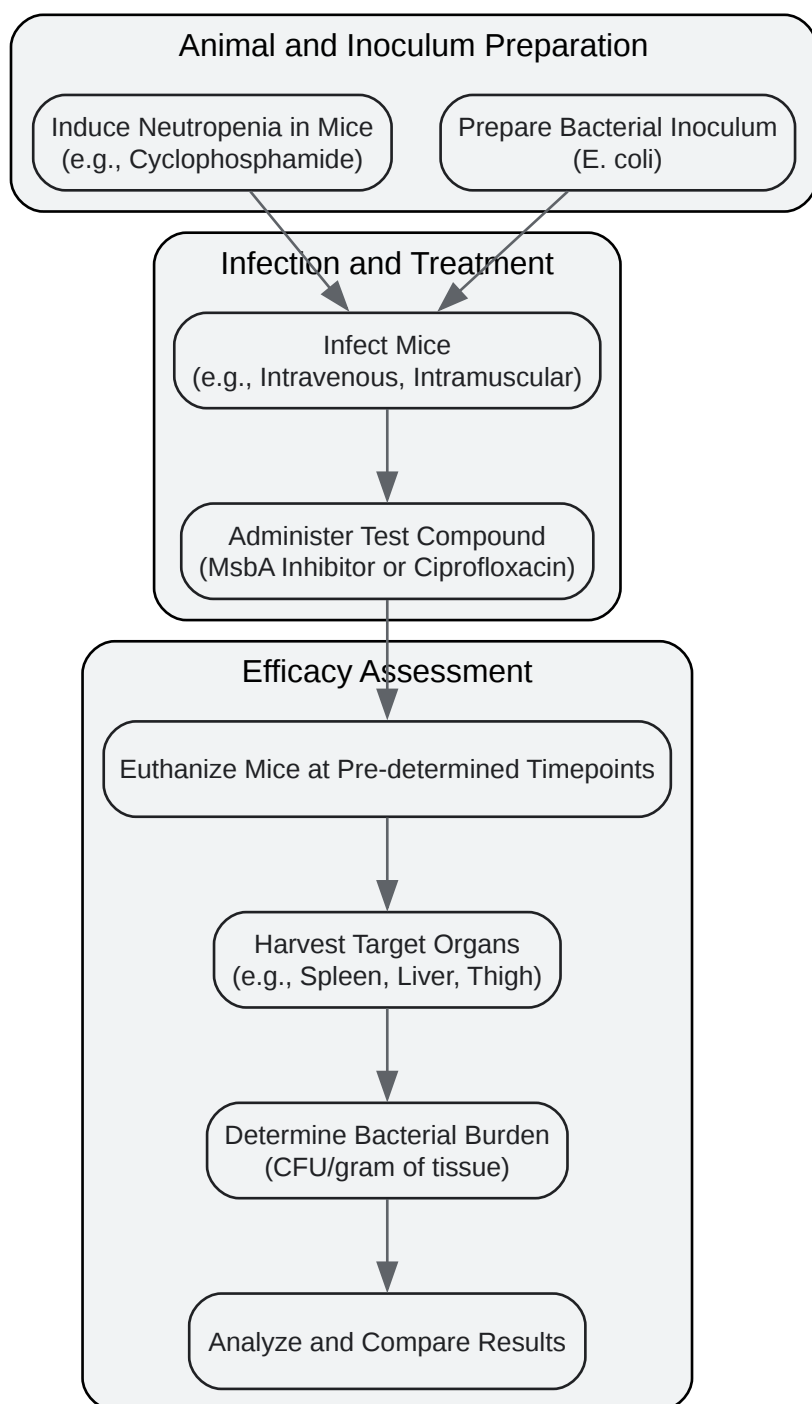 Animal and Inoculum Preparation
Induce Neutropenia in Mice
(e.g., Cyclophosphamide)
Prepare Bacterial Inoculum
(E. coli)
Infection and Treatment
Infect Mice
(e.g., Intravenous, Intramuscular)
Administer Test Compound
(MsbA Inhibitor or Ciprofloxacin)
Efficacy Assessment
Euthanize Mice at Pre-determined Timepoints
Harvest Target Organs
(e.g., Spleen, Liver, Thigh)
Determine Bacterial Burden
(CFU/gram of tissue)
Analyze and Compare Results